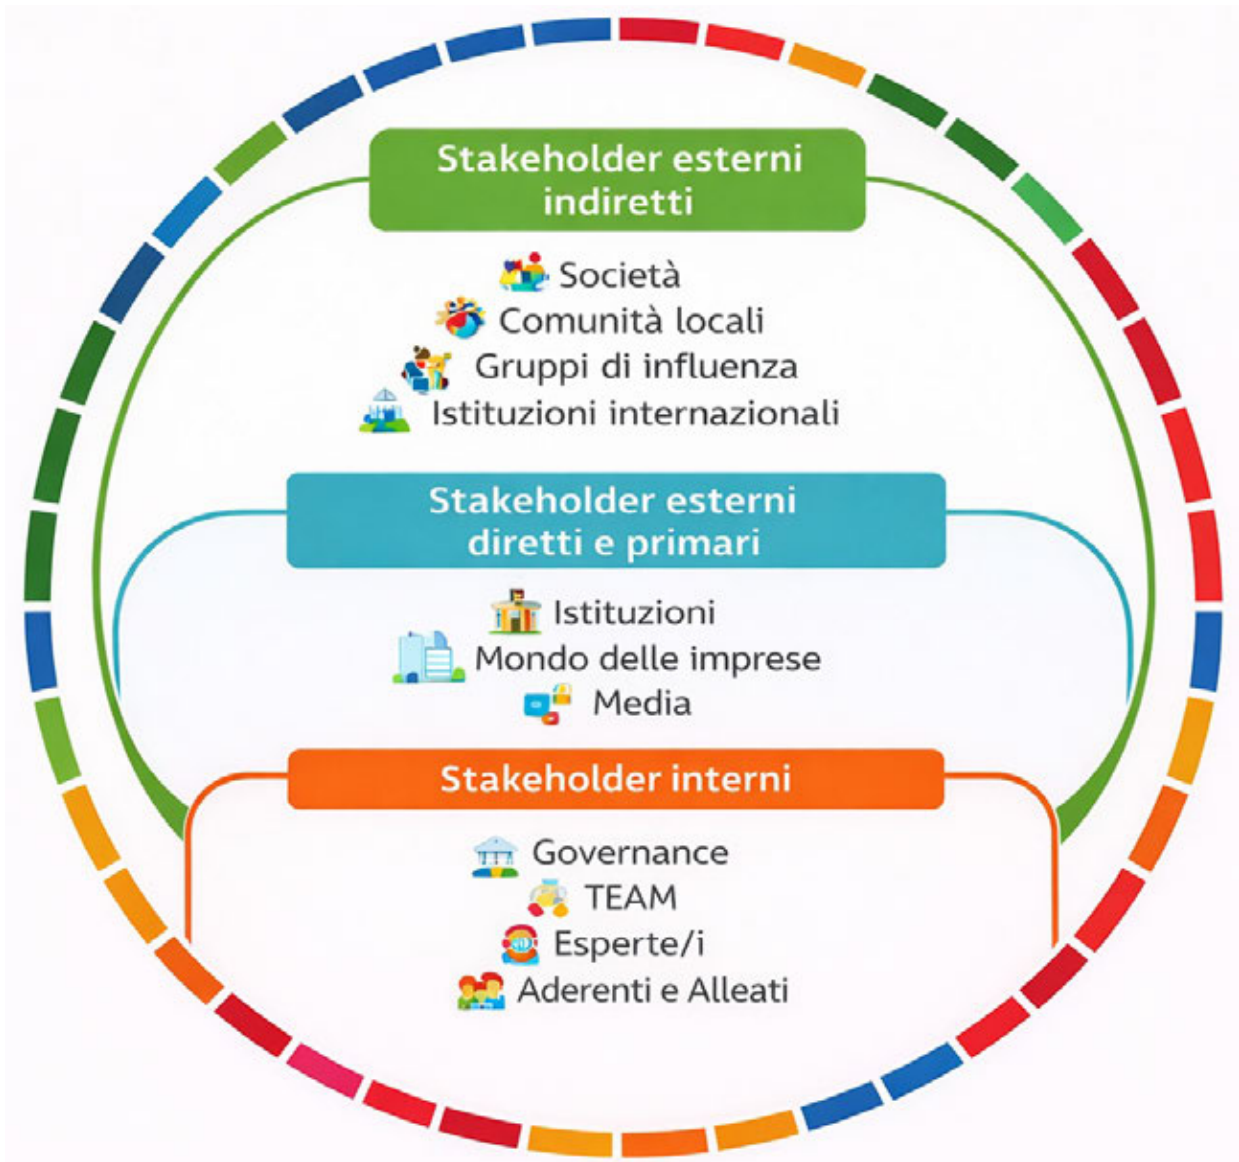 Stakeholder esterni
indiretti
Società
Comunità locali
Gruppi di influenza
Istituzioni internazionali
Stakeholder esterni
diretti e primari
Istituzioni
Mondo delle imprese
Media
Stakeholder interni
Governance
TEAM
Esperte/i
Aderenti e Alleati